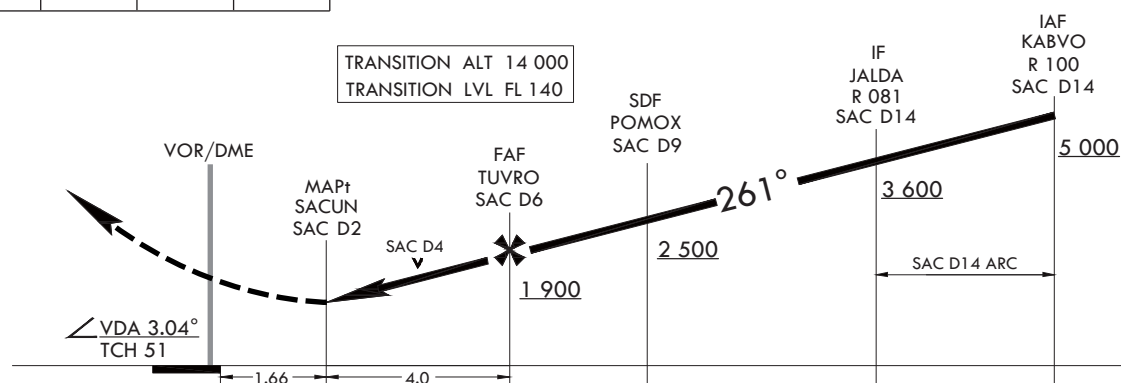 TRANSITION ALT 14 000
TRANSITION LVL FL 140
VOR/DME
MAPt
SACUN
SAC D2
SAC D4
FAF
TUVRO
SAC D6
1 900
SDF
POMOX
SAC D9
2 500
261°
IF
JALDA
R 081
SAC D14
3 600
IAF
KABVO
R 100
SAC D14
5 000
SAC D14 ARC
VDA 3.04°
TCH 51
1.66
4.0